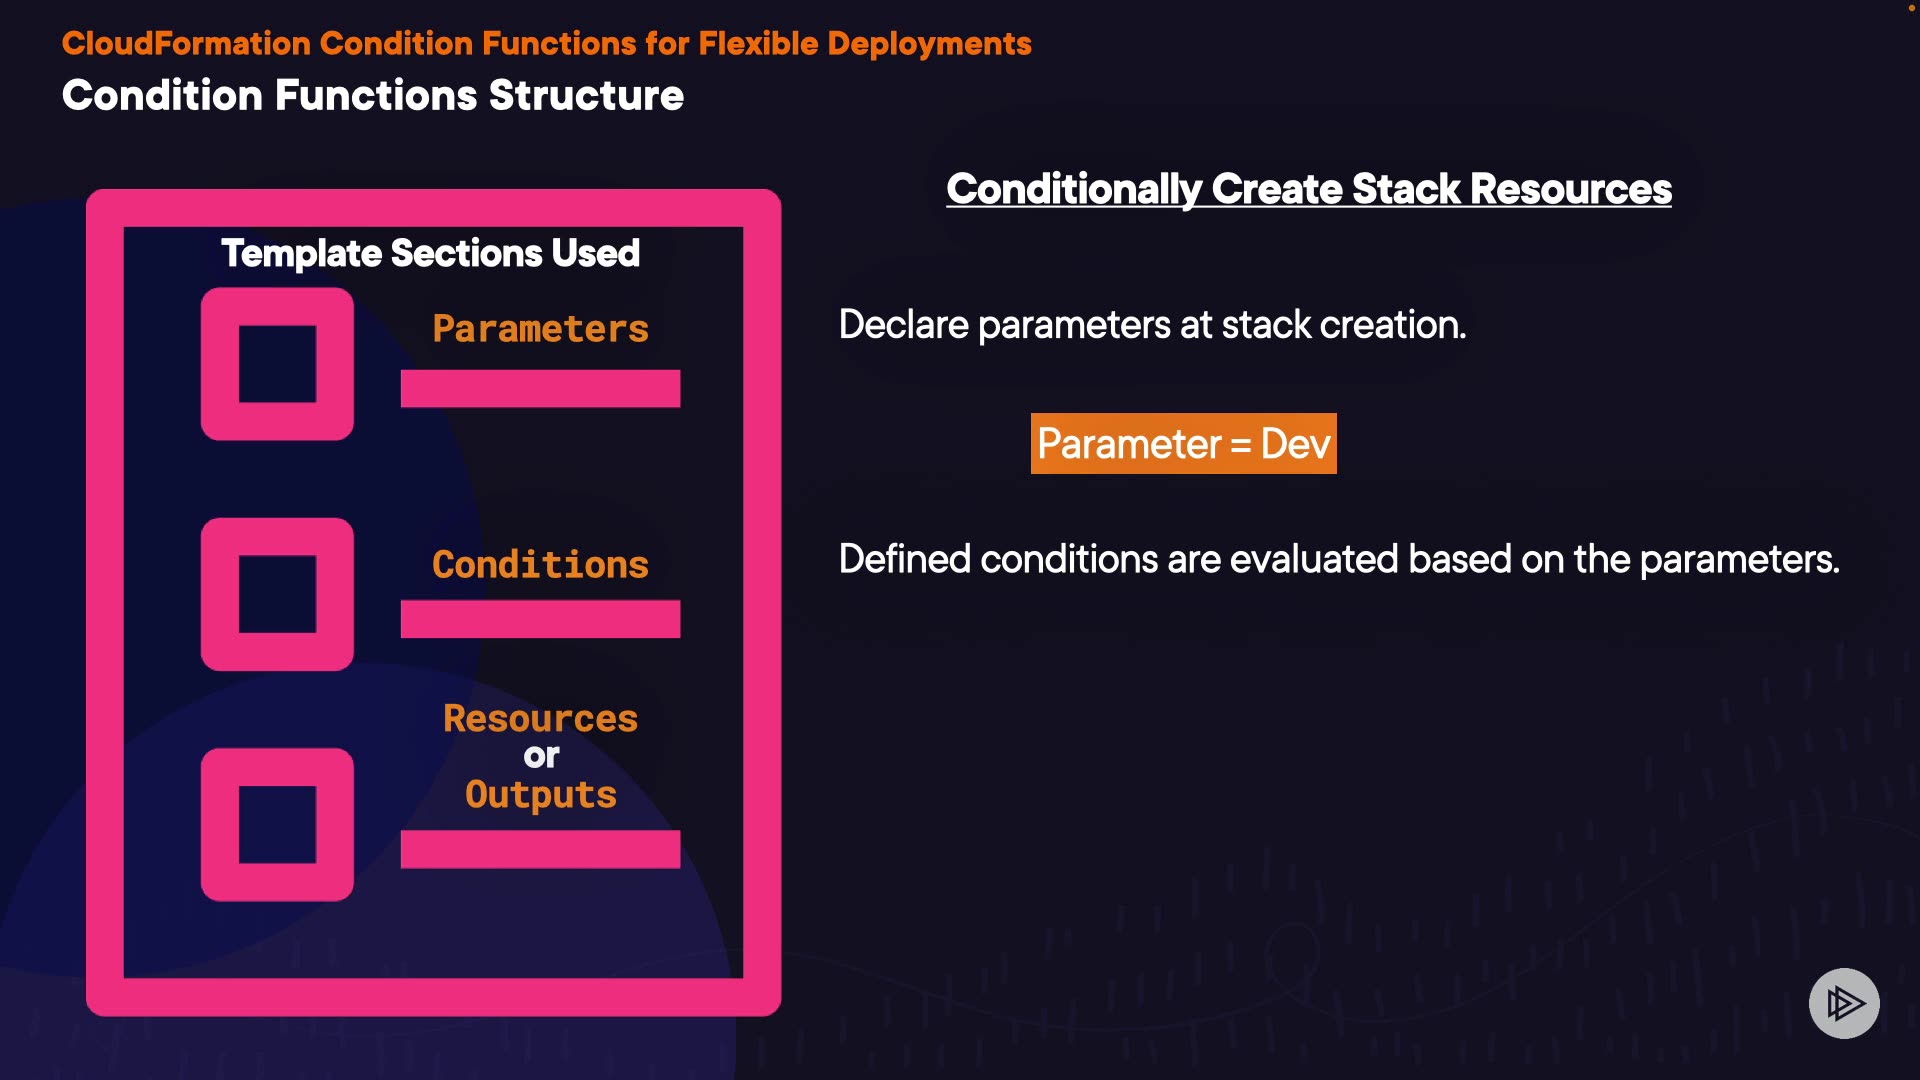 CloudFormation Condition Functions for Flexible Deployments
Condition Functions Structure
Template Sections Used
Parameters
Conditions
Resources
or
Outputs
Conditionally Create Stack Resources
Declare parameters at stack creation.
Parameter = Dev
Defined conditions are evaluated based on the parameters.